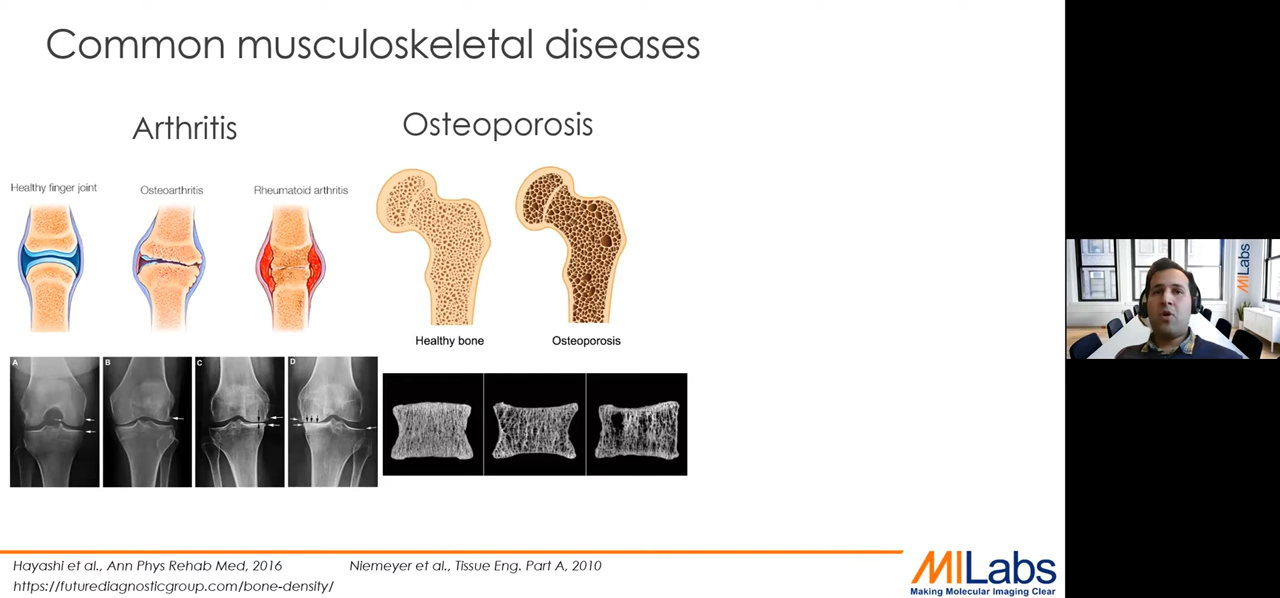 Common musculoskeletal diseases
Arthritis
Osteoporosis
Healthy finger joint
Osteoarthritis
Rheumatoid arthritis
Healthy bone
Osteoporosis
A
B
C
D
Hayashi et al., Ann Phys Rehab Med, 2016
Niemeyer et al., Tissue Eng. Part A, 2010
https://futurediagnosticgroup.com/bone-density/
MILabs
Making Molecular Imaging Clear
MILabs